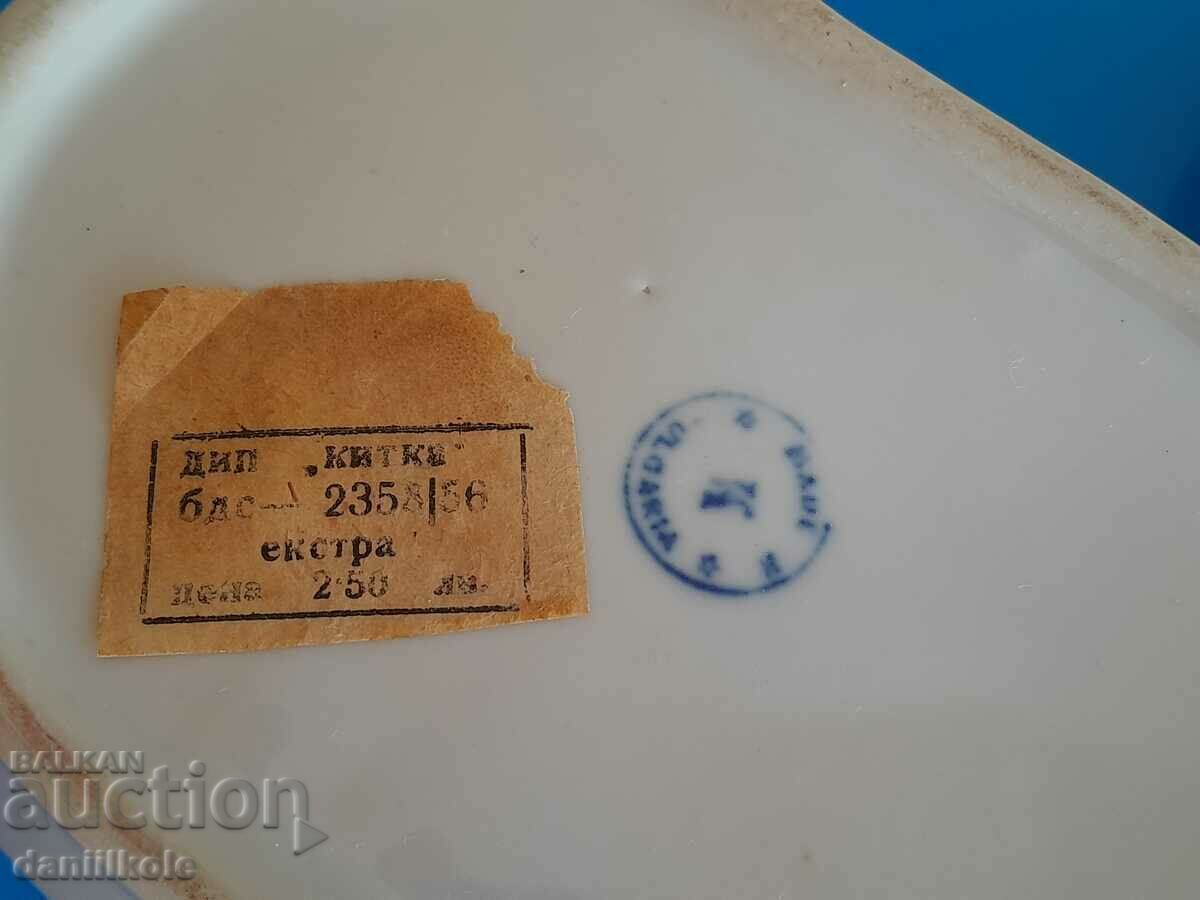 дип „китка"
бдс — 2358/56
екстра
цена 2·50 лв.
K
BALKAN
auction
daniilkole